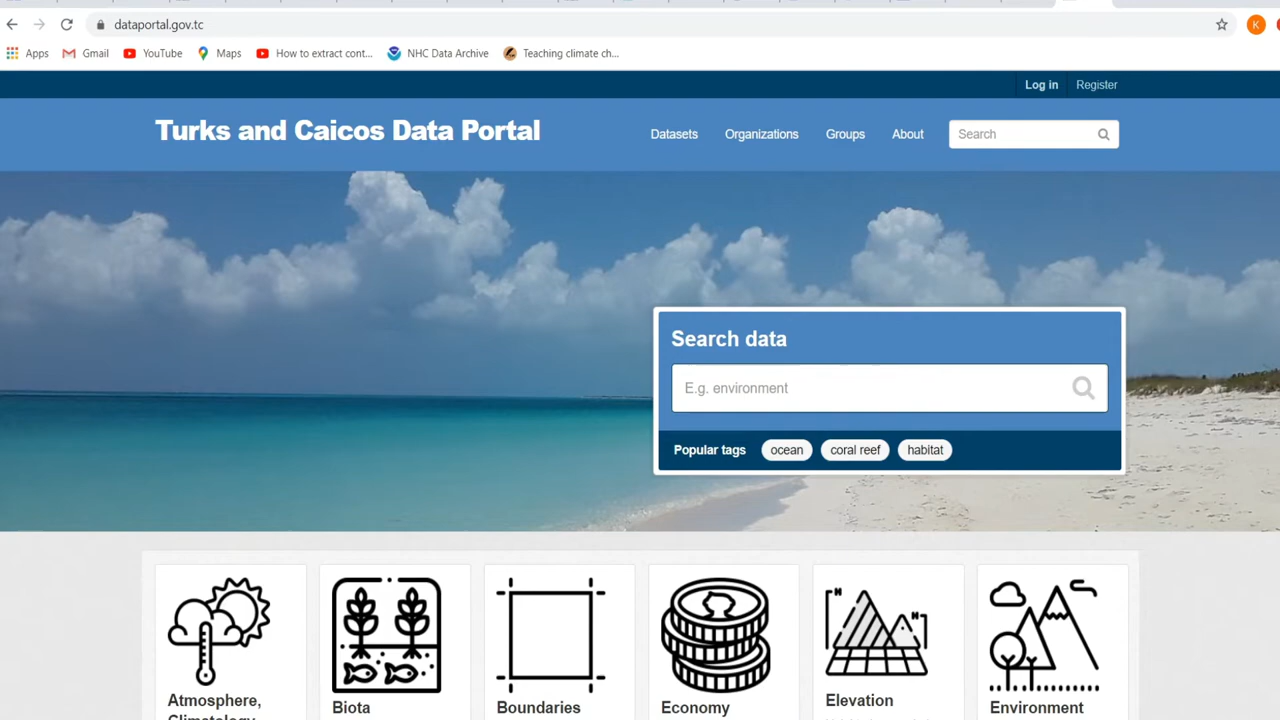 dataportal.gov.tc
Apps Gmail YouTube Maps How to extract cont... NHC Data Archive Teaching climate ch...
Log in Register
Turks and Caicos Data Portal Datasets Organizations Groups About Search
Search data
E.g. environment
Popular tags ocean coral reef habitat
Atmosphere,
Climatology
Biota
Boundaries
Economy
Elevation
Environment